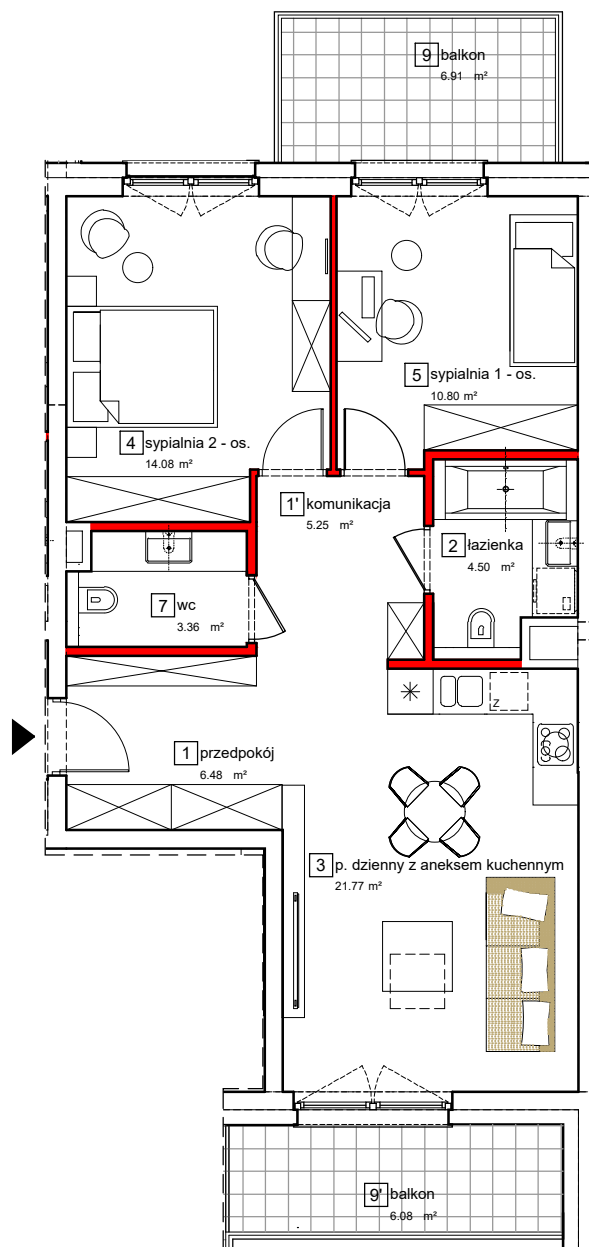 9 balkon
6.91 m²
5 sypialnia 1 - os.
10.80 m²
4 sypialnia 2 - os.
14.08 m²
1' komunikacja
5.25 m²
2 łazienka
4.50 m²
7 wc
3.36 m²
z
1 przedpokój
6.48 m²
3 p. dzienny z aneksem kuchennym
21.77 m²
9' balkon
6.08 m²